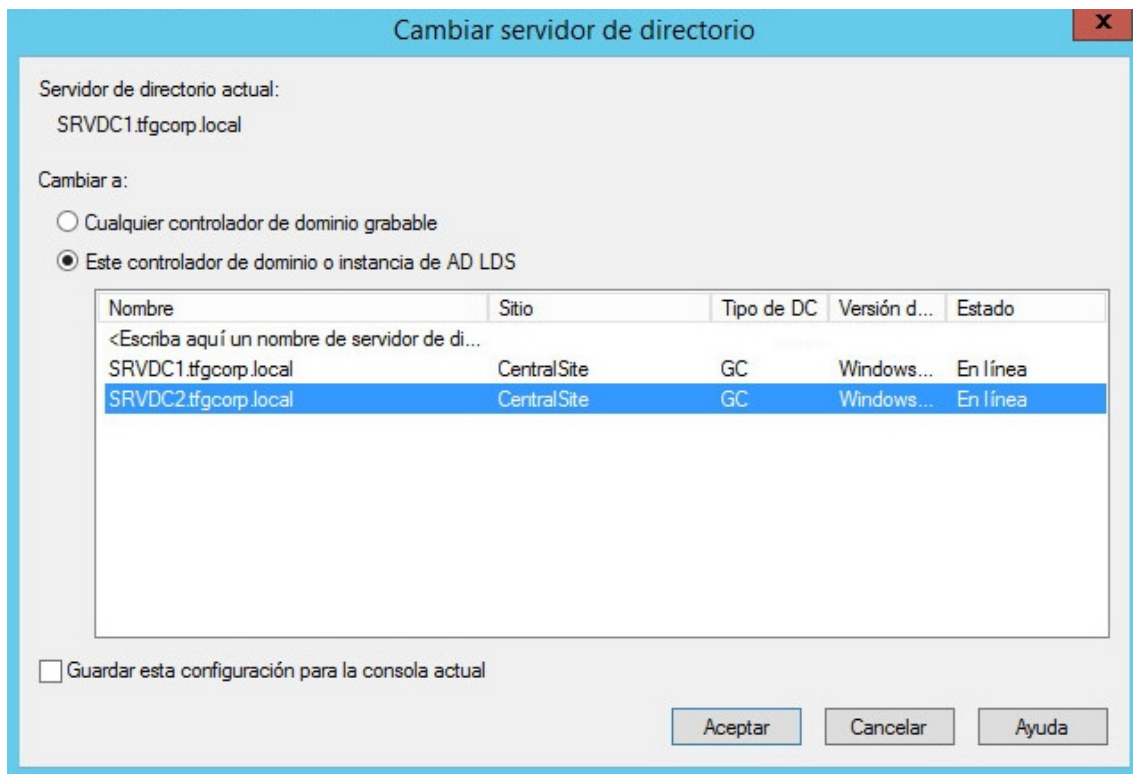 Cambiar servidor de directorio
x
Servidor de directorio actual:
SRVDC1.tfgcorp.local
Cambiar a:
Cualquier controlador de dominio grabable
Este controlador de dominio o instancia de AD LDS
Nombre Sitio Tipo de DC Versión d... Estado
<Escriba aquí un nombre de servidor de di...
SRVDC1.tfgcorp.local CentralSite GC Windows... En línea
SRVDC2.tfgcorp.local CentralSite GC Windows... En línea
Guardar esta configuración para la consola actual
Aceptar Cancelar Ayuda